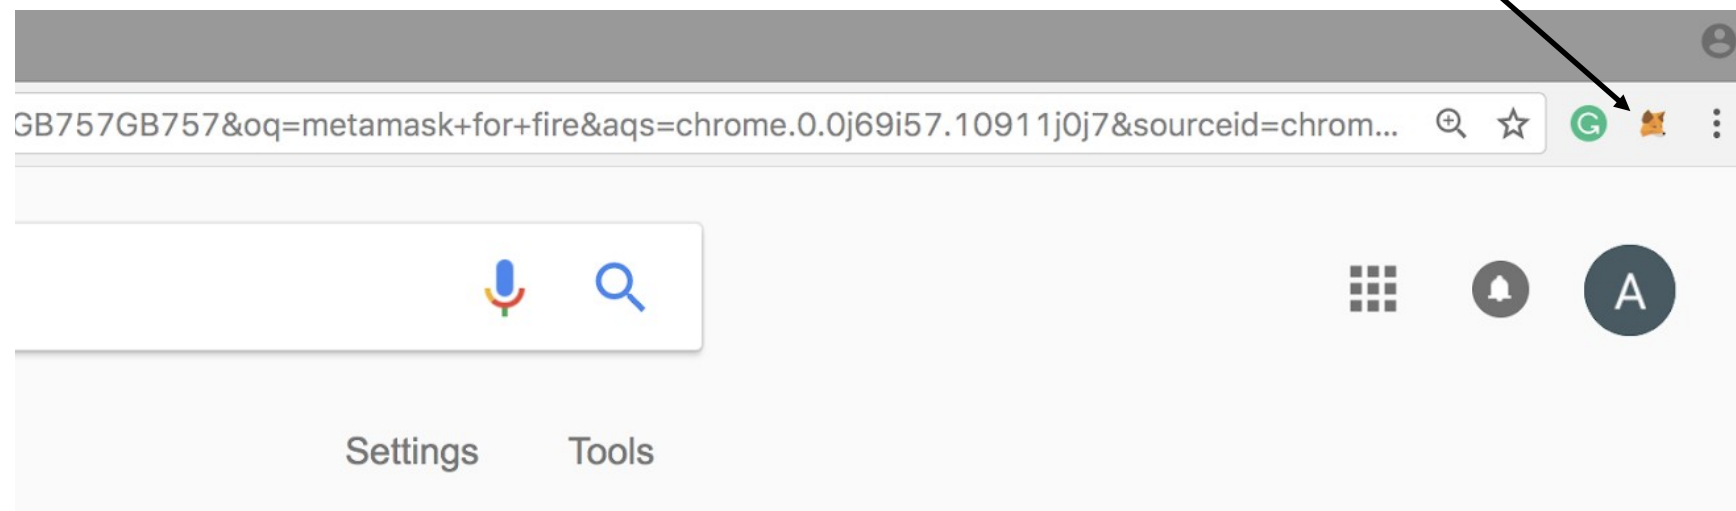 GB757GB757&oq=metamask+for+fire&aqs=chrome.0.0j69i57.10911j0j7&sourceid=chrom...
G
A
Settings Tools